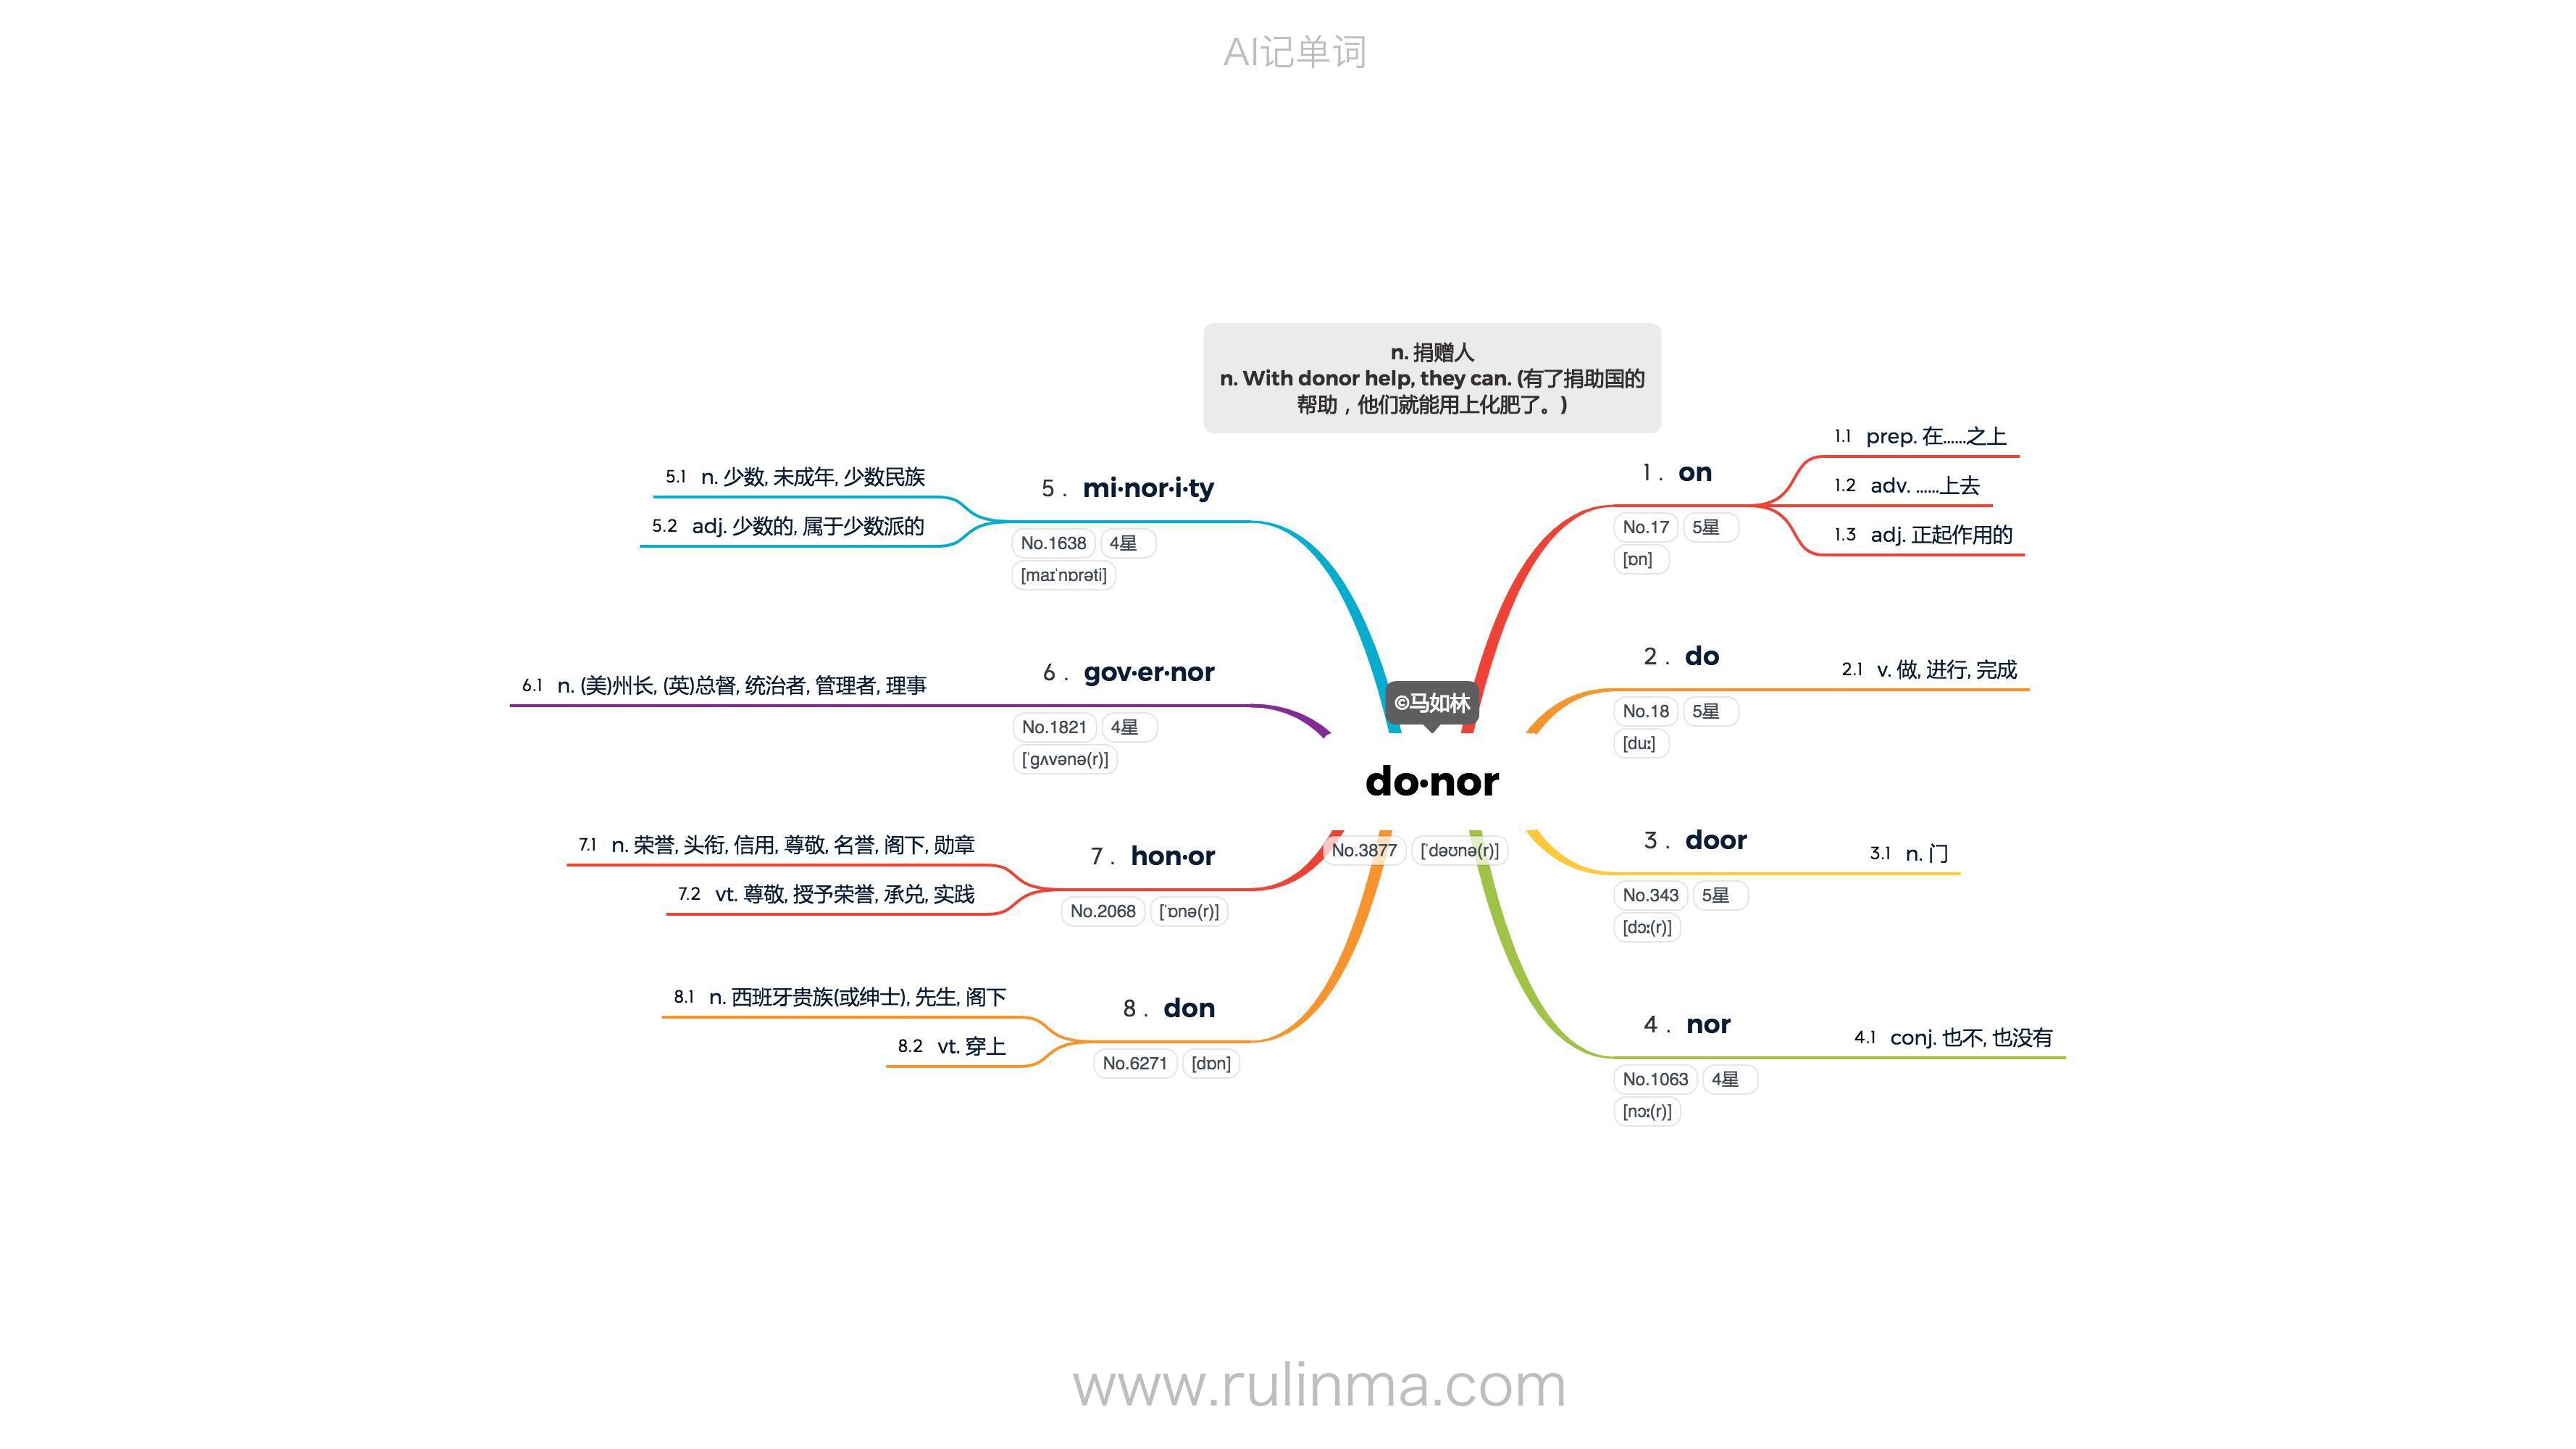 AI记单词
n. 捐赠人
n. With donor help, they can. (有了捐助国的
帮助，他们就能用上化肥了。)
©马如林
do·nor
No.3877 [ˈdəʊnə(r)]
1 . on
No.17 5星
[ɒn]
1.1 prep. 在......之上
1.2 adv. ......上去
1.3 adj. 正起作用的
2 . do
No.18 5星
[duː]
2.1 v. 做, 进行, 完成
3 . door
No.343 5星
[dɔː(r)]
3.1 n. 门
4 . nor
No.1063 4星
[nɔː(r)]
4.1 conj. 也不, 也没有
5 . mi·nor·i·ty
No.1638 4星
[maɪˈnɒrəti]
5.1 n. 少数, 未成年, 少数民族
5.2 adj. 少数的, 属于少数派的
6 . gov·er·nor
No.1821 4星
[ˈɡʌvənə(r)]
6.1 n. (美)州长, (英)总督, 统治者, 管理者, 理事
7 . hon·or
No.2068 [ˈɒnə(r)]
7.1 n. 荣誉, 头衔, 信用, 尊敬, 名誉, 阁下, 勋章
7.2 vt. 尊敬, 授予荣誉, 承兑, 实践
8 . don
No.6271 [dɒn]
8.1 n. 西班牙贵族(或绅士), 先生, 阁下
8.2 vt. 穿上
www.rulinma.com